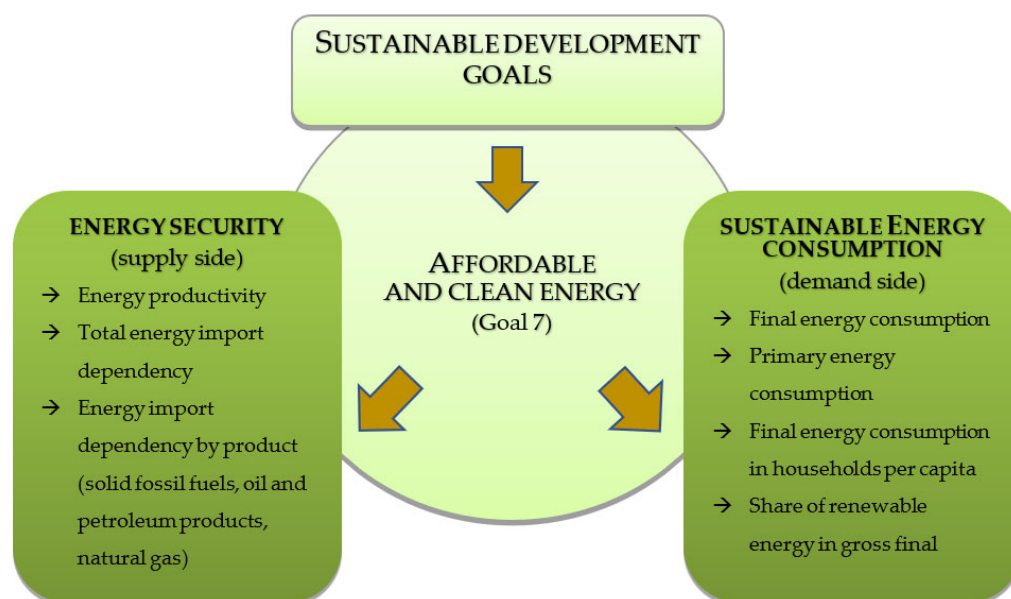 SUSTAINABLE DEVELOPMENT
GOALS
ENERGY SECURITY
(supply side)
→ Energy productivity
→ Total energy import
dependency
→ Energy import
dependency by product
(solid fossil fuels, oil and
petroleum products,
natural gas)
AFFORDABLE
AND CLEAN ENERGY
(Goal 7)
SUSTAINABLE ENERGY
CONSUMPTION
(demand side)
→ Final energy consumption
→ Primary energy
consumption
→ Final energy consumption
in households per capita
→ Share of renewable
energy in gross final